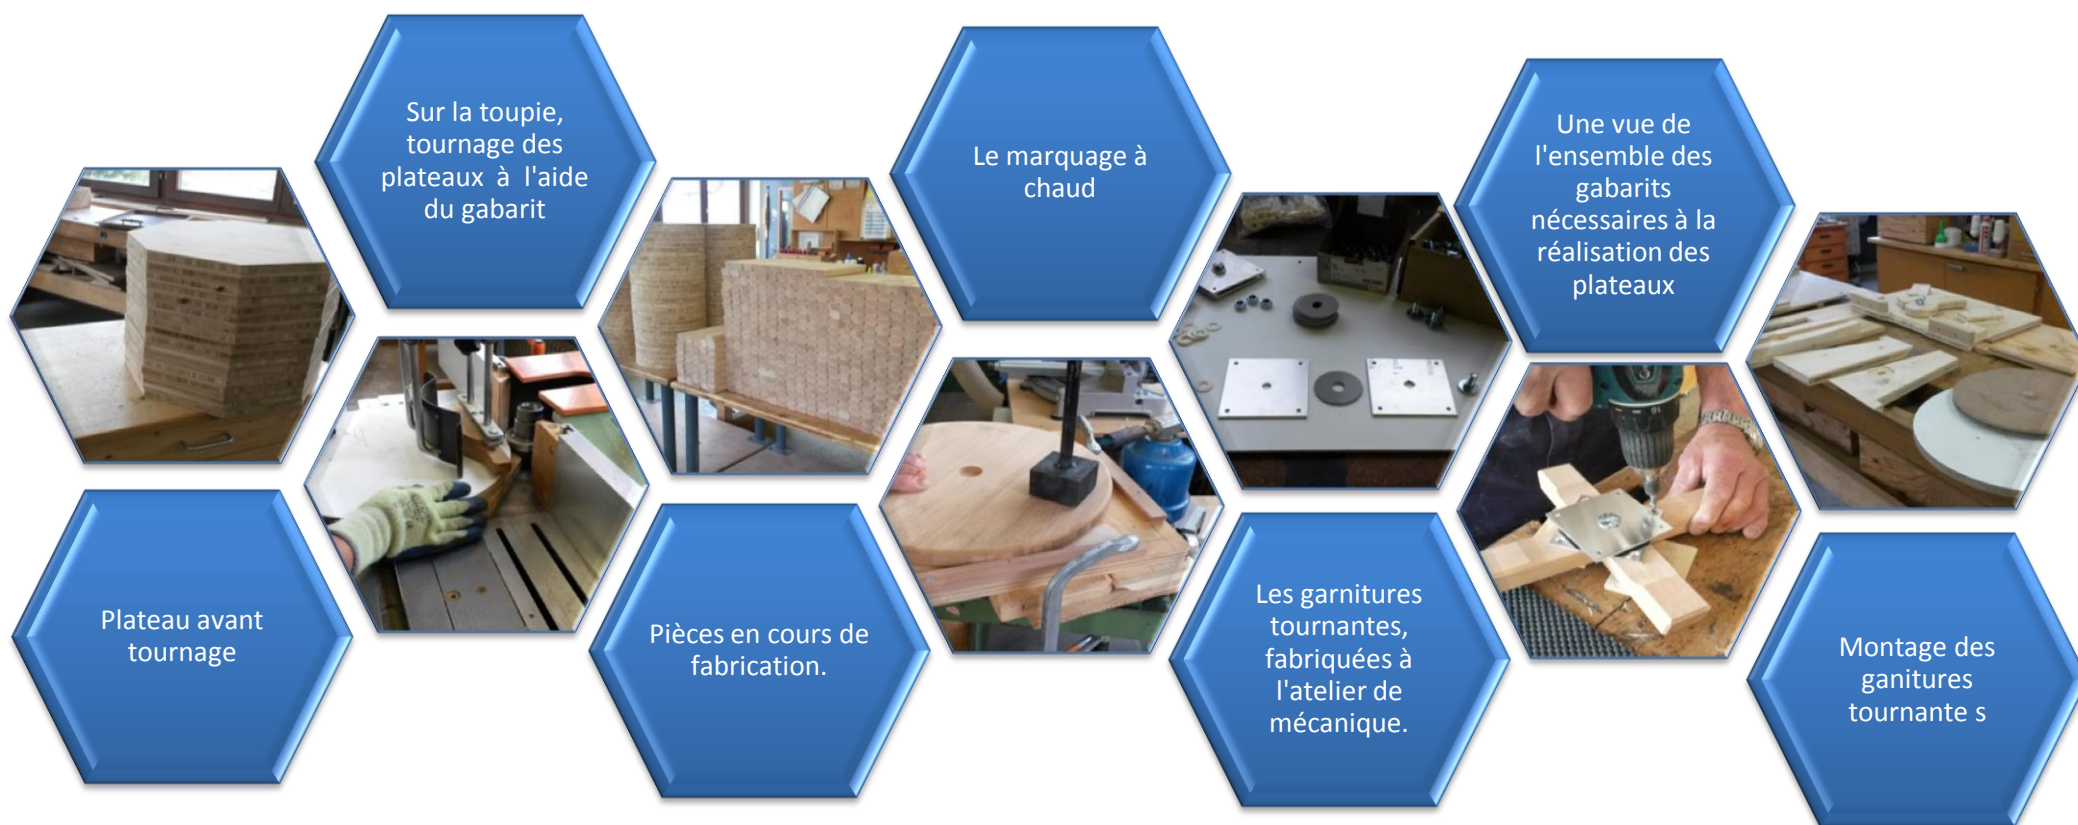 Sur la toupie,
tournage des
plateaux à l'aide
du gabarit
Le marquage à
chaud
Une vue de
l'ensemble des
gabarits
nécessaires à la
réalisation des
plateaux
Plateau avant
tournage
Pièces en cours de
fabrication.
Les garnitures
tournantes,
fabriquées à
l'atelier de
mécanique.
Montage des
ganitures
tournante s